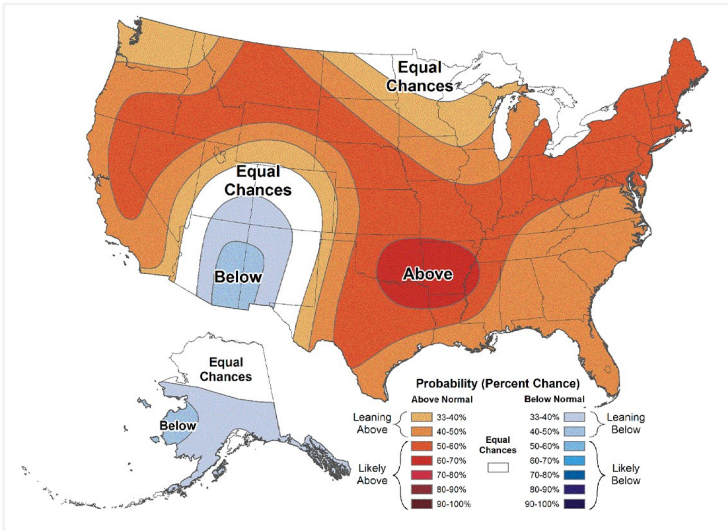 Equal
Chances
Equal
Chances
Below
Above
Equal
Chances
Below
Probability (Percent Chance)
Above Normal
Below Normal
Leaning
Above
33-40%
40-50%
Likely
Above
50-60%
60-70%
70-80%
80-90%
90-100%
Equal
Chances
33-40%
40-50%
Leaning
Below
50-60%
60-70%
70-80%
80-90%
90-100%
Likely
Below